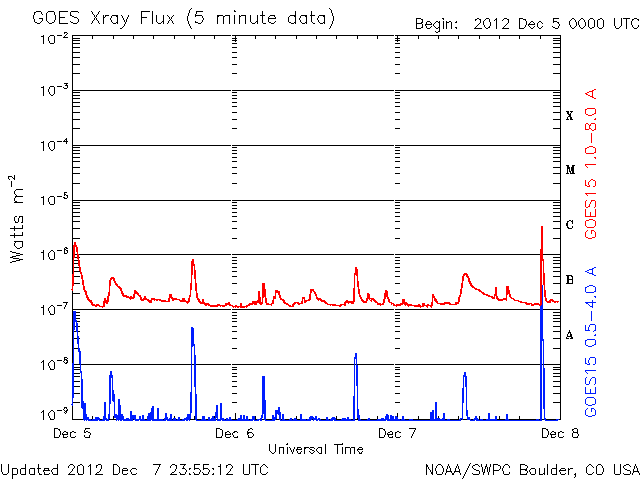 GOES Xray Flux (5 minute data)
Begin: 2012 Dec 5 0000 UTC
10-2
10-3
10-4
10-5
10-6
10-7
10-8
10-9
Watts m-2
X
M
C
B
A
GOES15 1.0-8.0 A
GOES15 0.5-4.0 A
Dec 5
Dec 6
Dec 7
Dec 8
Universal Time
Updated 2012 Dec 7 23:55:12 UTC
NOAA/SWPC Boulder, CO USA